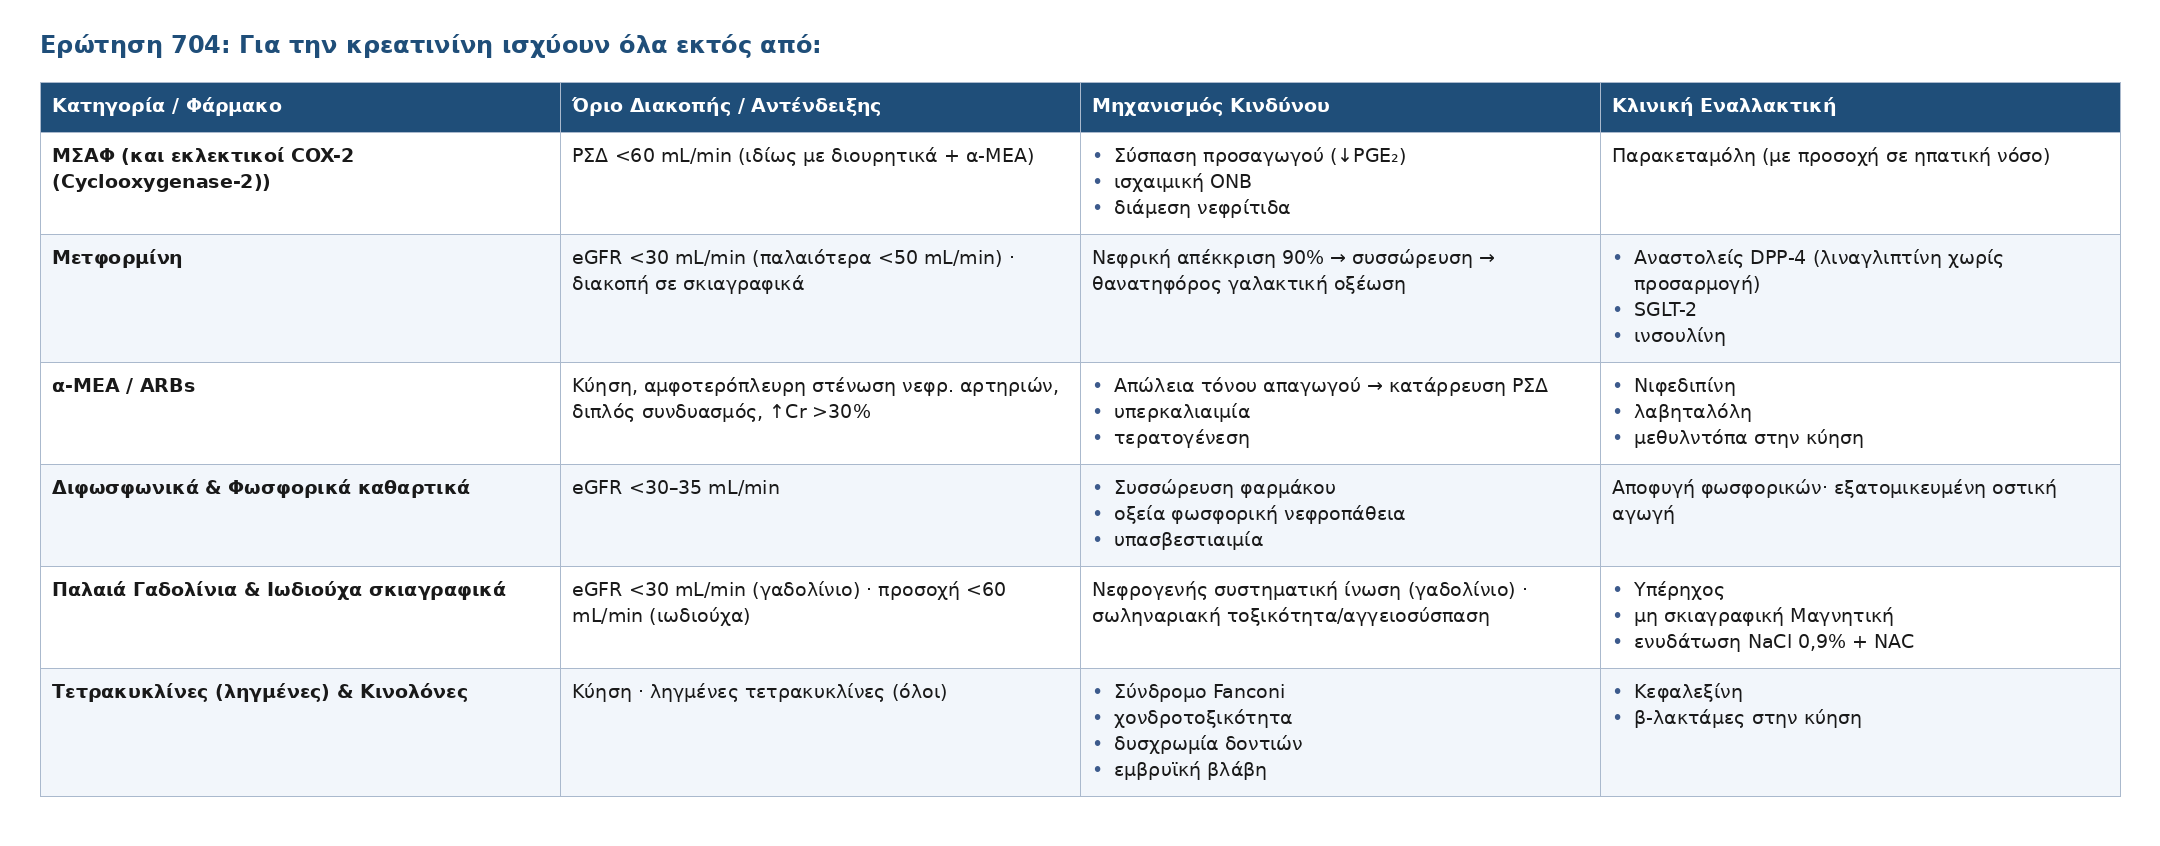 Ερώτηση 704: Για την κρεατινίνη ισχύουν όλα εκτός από:
Κατηγορία / Φάρμακο
Όριο Διακοπής / Αντένδειξης
Μηχανισμός Κινδύνου
Κλινική Εναλλακτική
ΜΣΑΦ (και εκλεκτικοί COX-2
(Cyclooxygenase-2))
ΡΣΔ <60 mL/min (ιδίως με διουρητικά + α-ΜΕΑ)
• Σύσπαση προσαγωγού (↓PGE₂)
• ισχαιμική ΟΝΒ
• διάμεση νεφρίτιδα
Παρακεταμόλη (με προσοχή σε ηπατική νόσο)
Μετφορμίνη
eGFR <30 mL/min (παλαιότερα <50 mL/min) ·
διακοπή σε σκιαγραφικά
Νεφρική απέκκριση 90% → συσσώρευση →
θανατηφόρος γαλακτική οξέωση
• Αναστολείς DPP-4 (λιναγλιπτίνη χωρίς
προσαρμογή)
• SGLT-2
• ινσουλίνη
α-ΜΕΑ / ARBs
Κύηση, αμφοτερόπλευρη στένωση νεφρ. αρτηριών,
διπλός συνδυασμός, ↑Cr >30%
• Απώλεια τόνου απαγωγού → κατάρρευση ΡΣΔ
• υπερκαλιαιμία
• τερατογένεση
• Νιφεδιπίνη
• λαβηταλόλη
• μεθυλντόπα στην κύηση
Διφωσφωνικά & Φωσφορικά καθαρτικά
eGFR <30–35 mL/min
• Συσσώρευση φαρμάκου
• οξεία φωσφορική νεφροπάθεια
• υπασβεστιαιμία
Αποφυγή φωσφορικών· εξατομικευμένη οστική
αγωγή
Παλαιά Γαδολίνια & Ιωδιούχα σκιαγραφικά
eGFR <30 mL/min (γαδολίνιο) · προσοχή <60
mL/min (ιωδιούχα)
Νεφρογενής συστηματική ίνωση (γαδολίνιο) ·
σωληναριακή τοξικότητα/αγγειοσύσπαση
• Υπέρηχος
• μη σκιαγραφική Μαγνητική
• ενυδάτωση NaCl 0,9% + NAC
Τετρακυκλίνες (ληγμένες) & Κινολόνες
Κύηση · ληγμένες τετρακυκλίνες (όλοι)
• Σύνδρομο Fanconi
• χονδροτοξικότητα
• δυσχρωμία δοντιών
• εμβρυϊκή βλάβη
• Κεφαλεξίνη
• β-λακτάμες στην κύηση